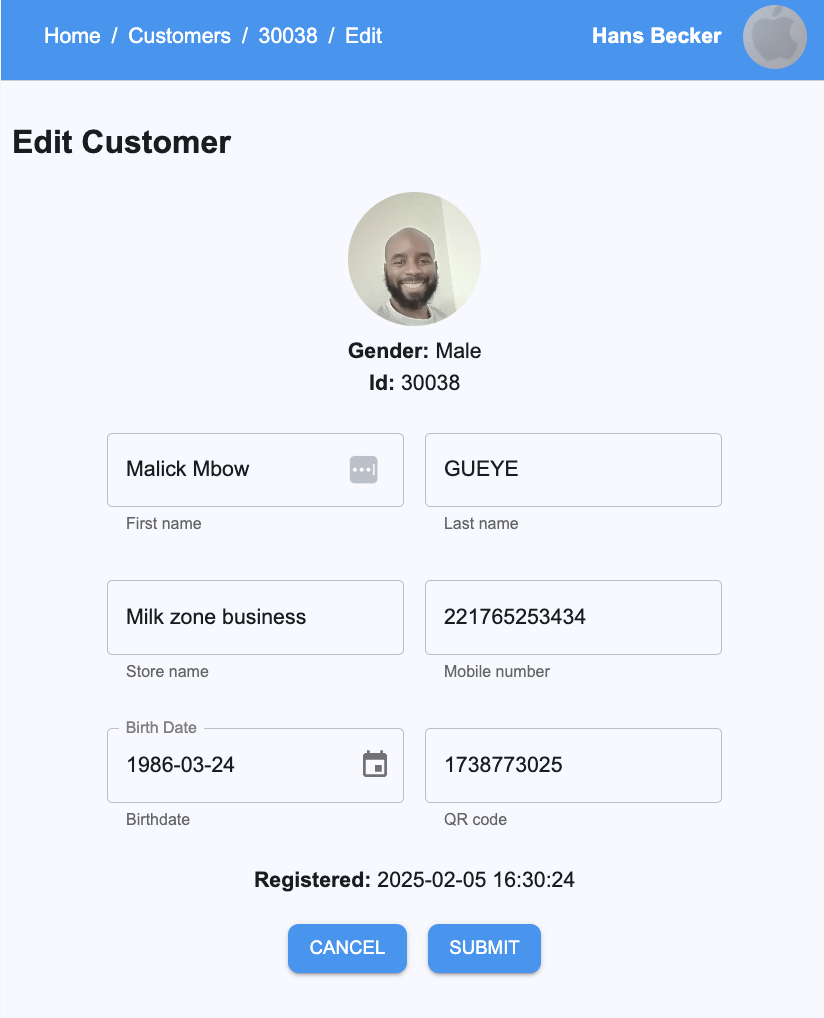 Home / Customers / 30038 / Edit
Hans Becker
Edit Customer
Gender: Male
Id: 30038
Malick Mbow
GUEYE
First name
Last name
Milk zone business
221765253434
Store name
Mobile number
Birth Date
1986-03-24
1738773025
Birthdate
QR code
Registered: 2025-02-05 16:30:24
CANCEL
SUBMIT